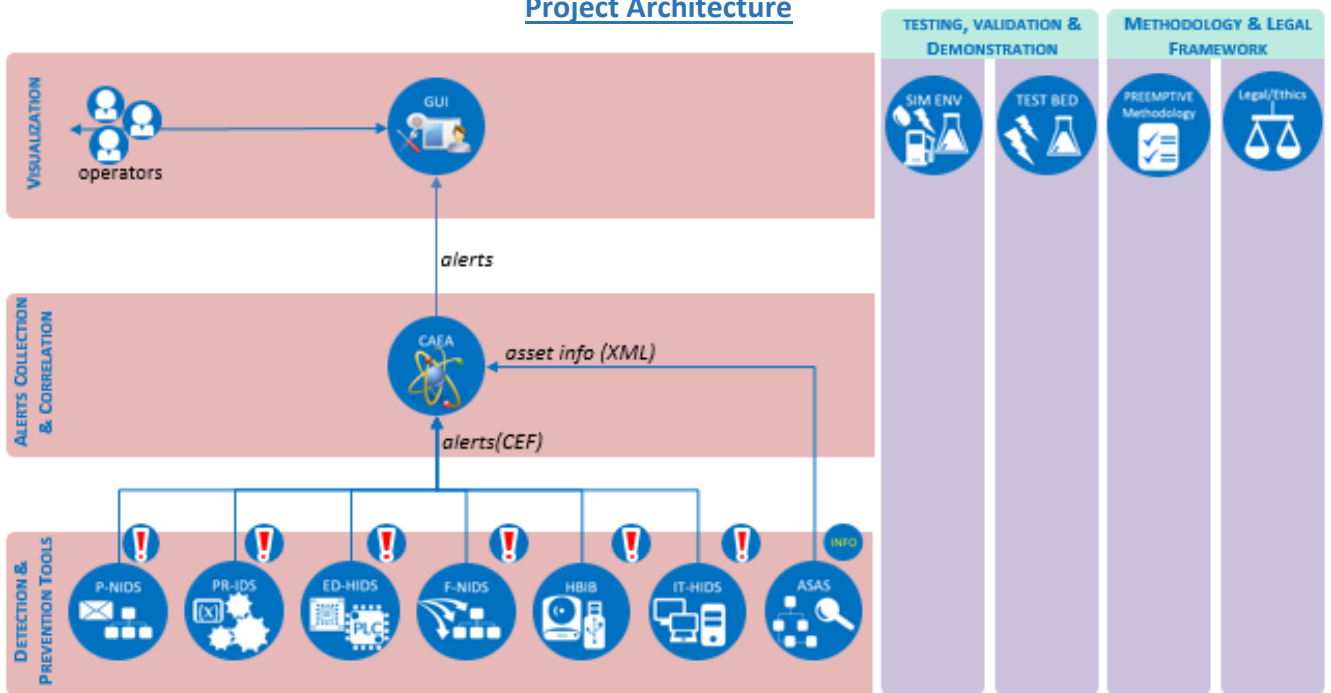 Project Architecture
TESTING, VALIDATION &
DEMONSTRATION
METHODOLOGY & LEGAL
FRAMEWORK
VISUALIZATION
operators
GUI
SIM ENV
TEST BED
PREEMPTIVE
Methodology
Legal/Ethics
alerts
ALERTS COLLECTION
& CORRELATION
CAEA
asset info (XML)
alerts(CEF)
DETECTION &
PREVENTION TOOLS
INFO
P-NIDS
PR-IDS
(x)
ED-HIDS
PLC
F-NIDS
HBIB
IT-HIDS
ASAS